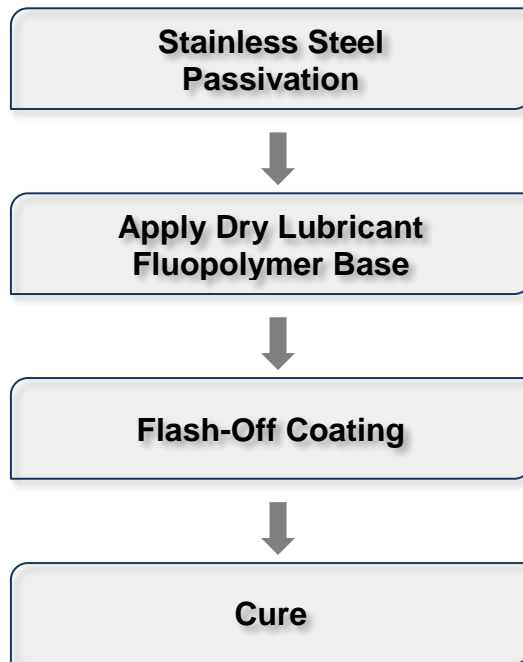 Stainless Steel
Passivation
Apply Dry Lubricant
Fluopolymer Base
Flash-Off Coating
Cure